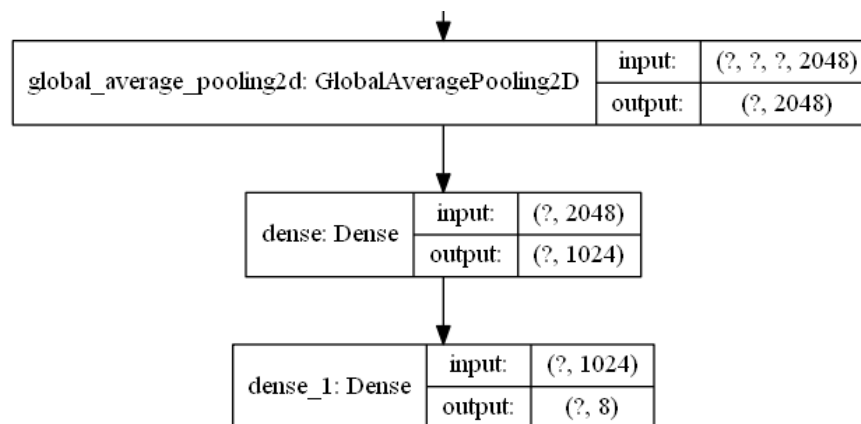 global_average_pooling2d: GlobalAveragePooling2D
input: (?, ?, ?, 2048)
output: (?, 2048)
dense: Dense
input: (?, 2048)
output: (?, 1024)
dense_1: Dense
input: (?, 1024)
output: (?, 8)